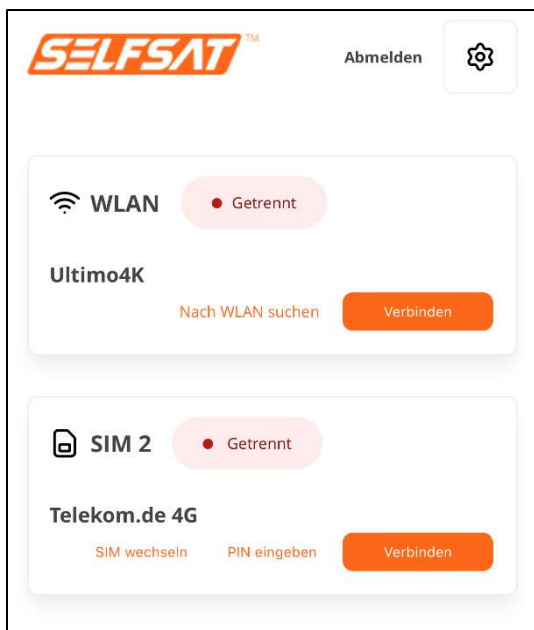 SELFSAT™
Abmelden
WLAN
Getrennt
Ultimo4K
Nach WLAN suchen
Verbinden
SIM 2
Getrennt
Telekom.de 4G
SIM wechseln
PIN eingeben
Verbinden